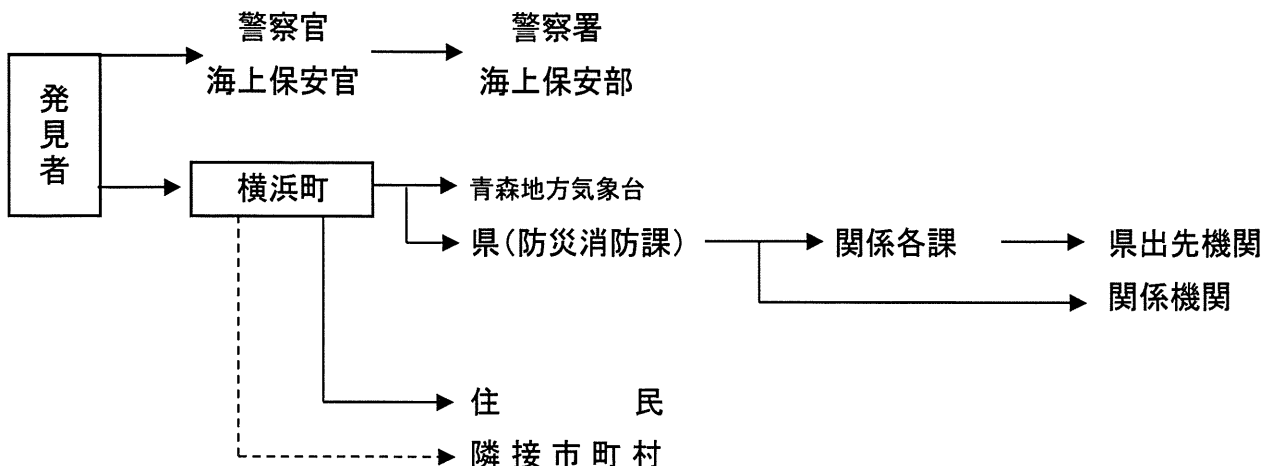 発見者
警察官
海上保安官
警察署
海上保安部
横浜町
青森地方気象台
県(防災消防課)
関係各課
県出先機関
関係機関
住 民
隣接市町村